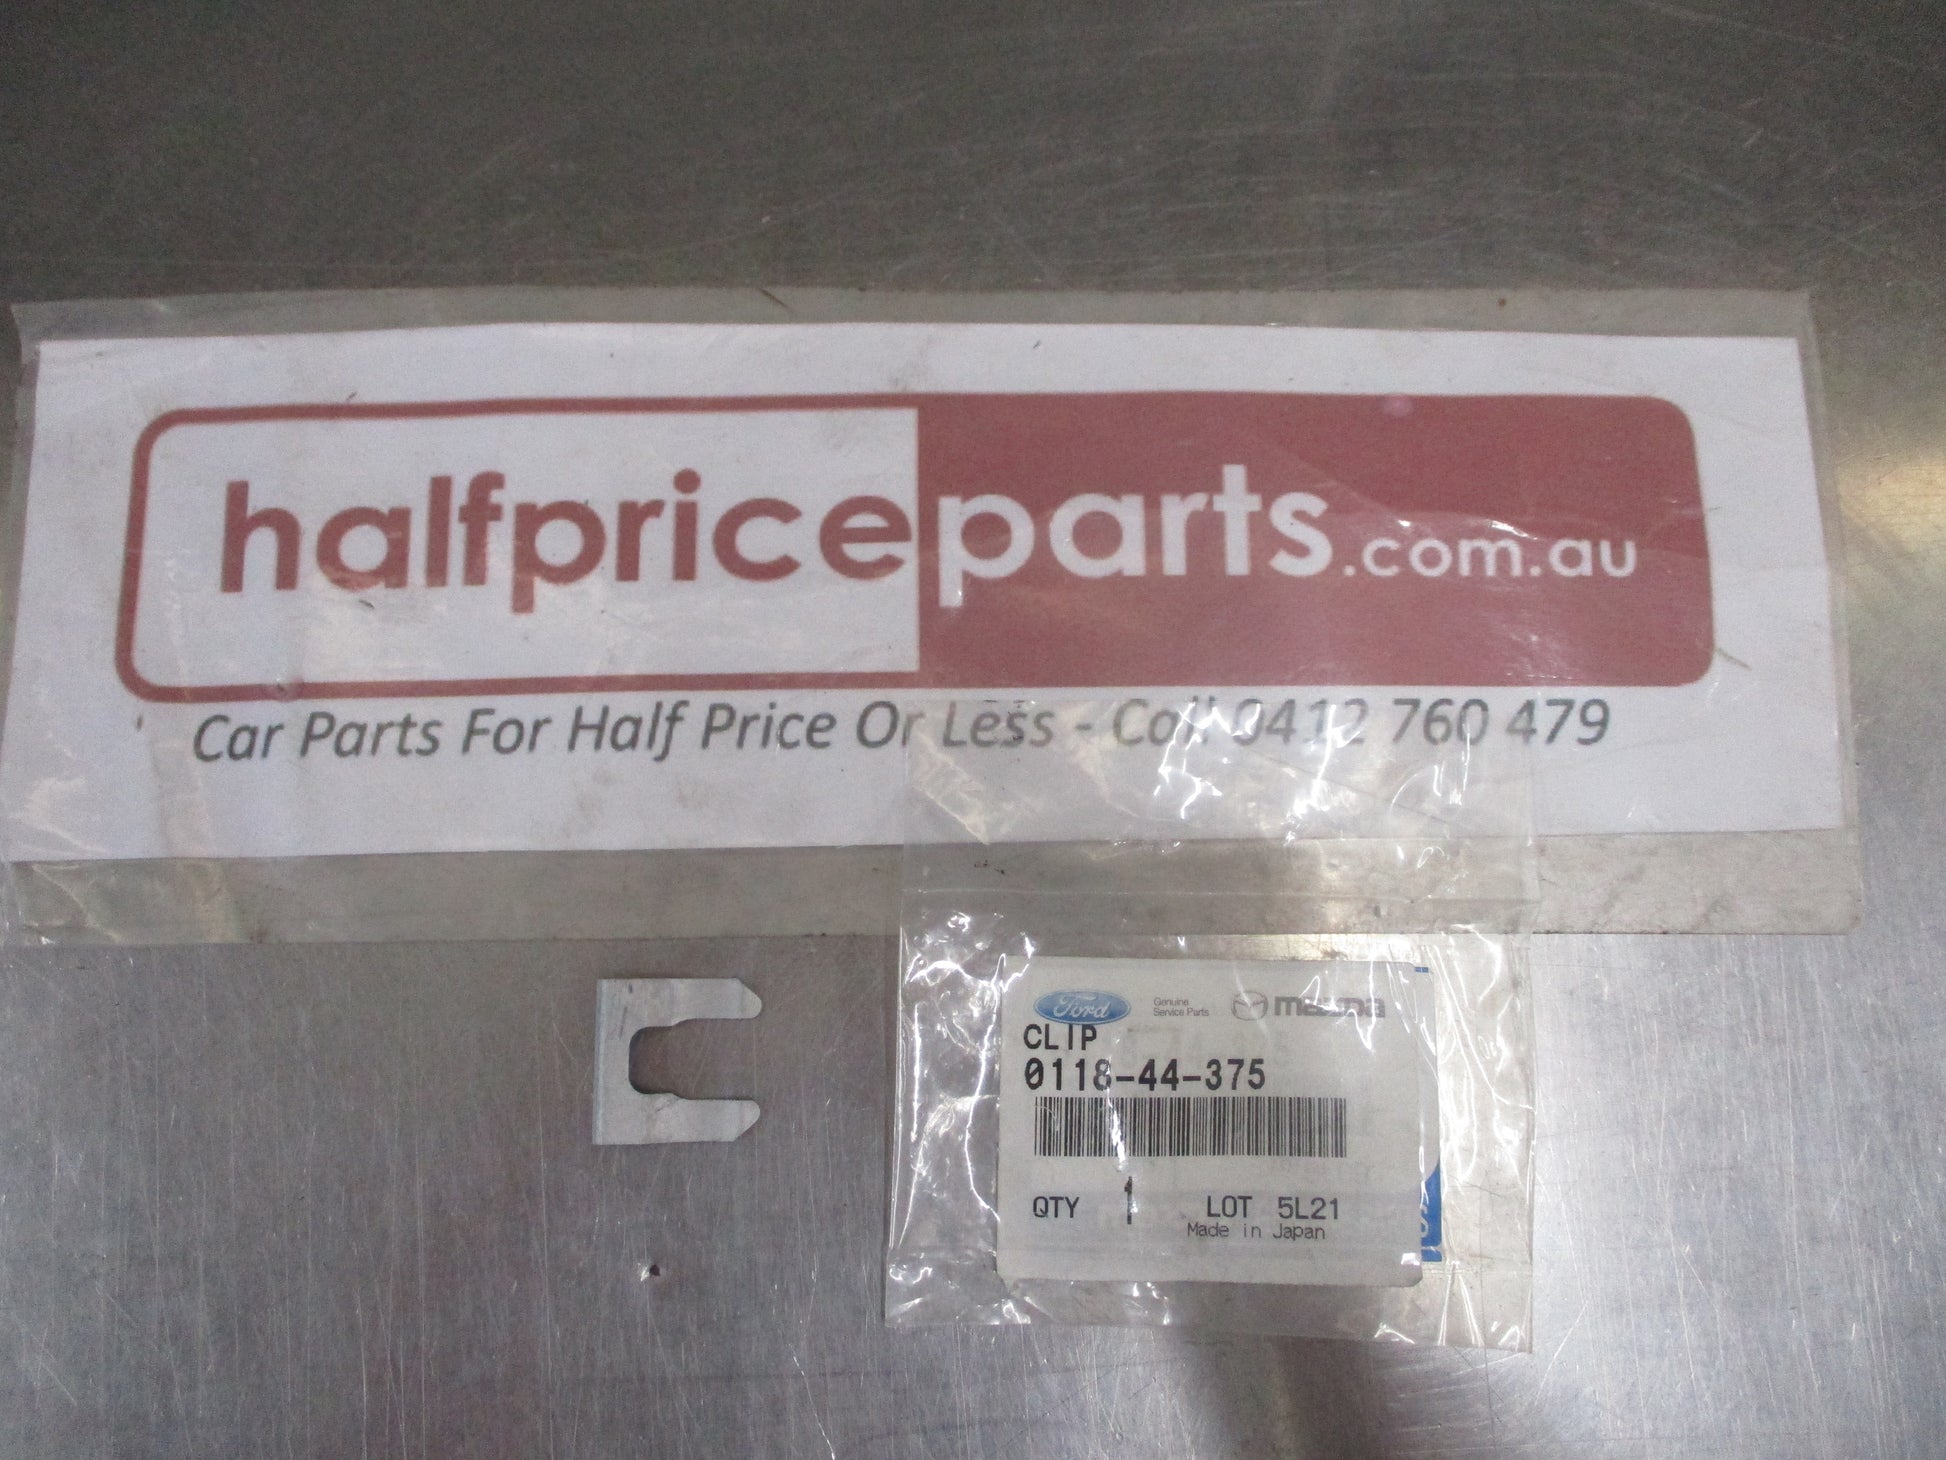 halfpriceparts.com.au
Car Parts For Half Price Or Less - Call 0412 760 479
Ford Genuine Service Parts mazda
CLIP
0118-44-375
QTY 1 LOT 5L21
Made in Japan